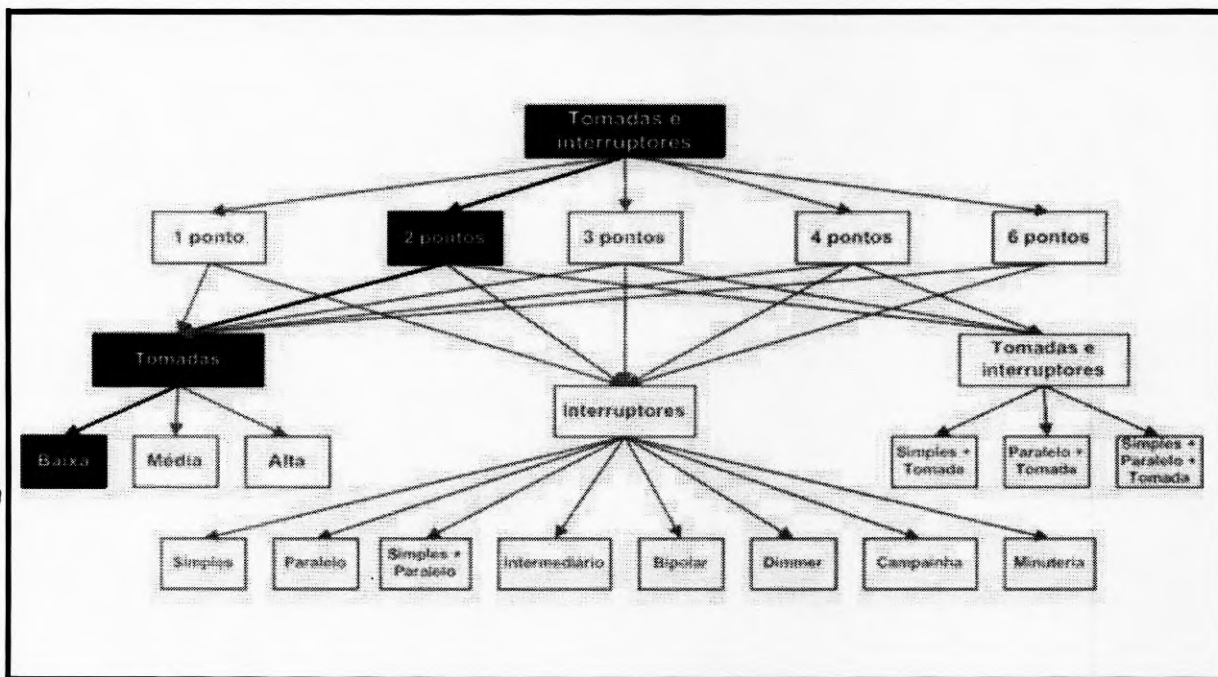 Tomadas e
interruptores
1 ponto
2 pontos
3 pontos
4 pontos
6 pontos
Tomadas
Tomadas e
interruptores
Interruptores
Baixa
Média
Alta
Simples +
Tomada
Paralelo +
Tomada
Simples +
Paralelo +
Tomada
Simples
Paralelo
Simples +
Paralelo
Intermediário
Bipolar
Dimmer
Campainha
Minuteria